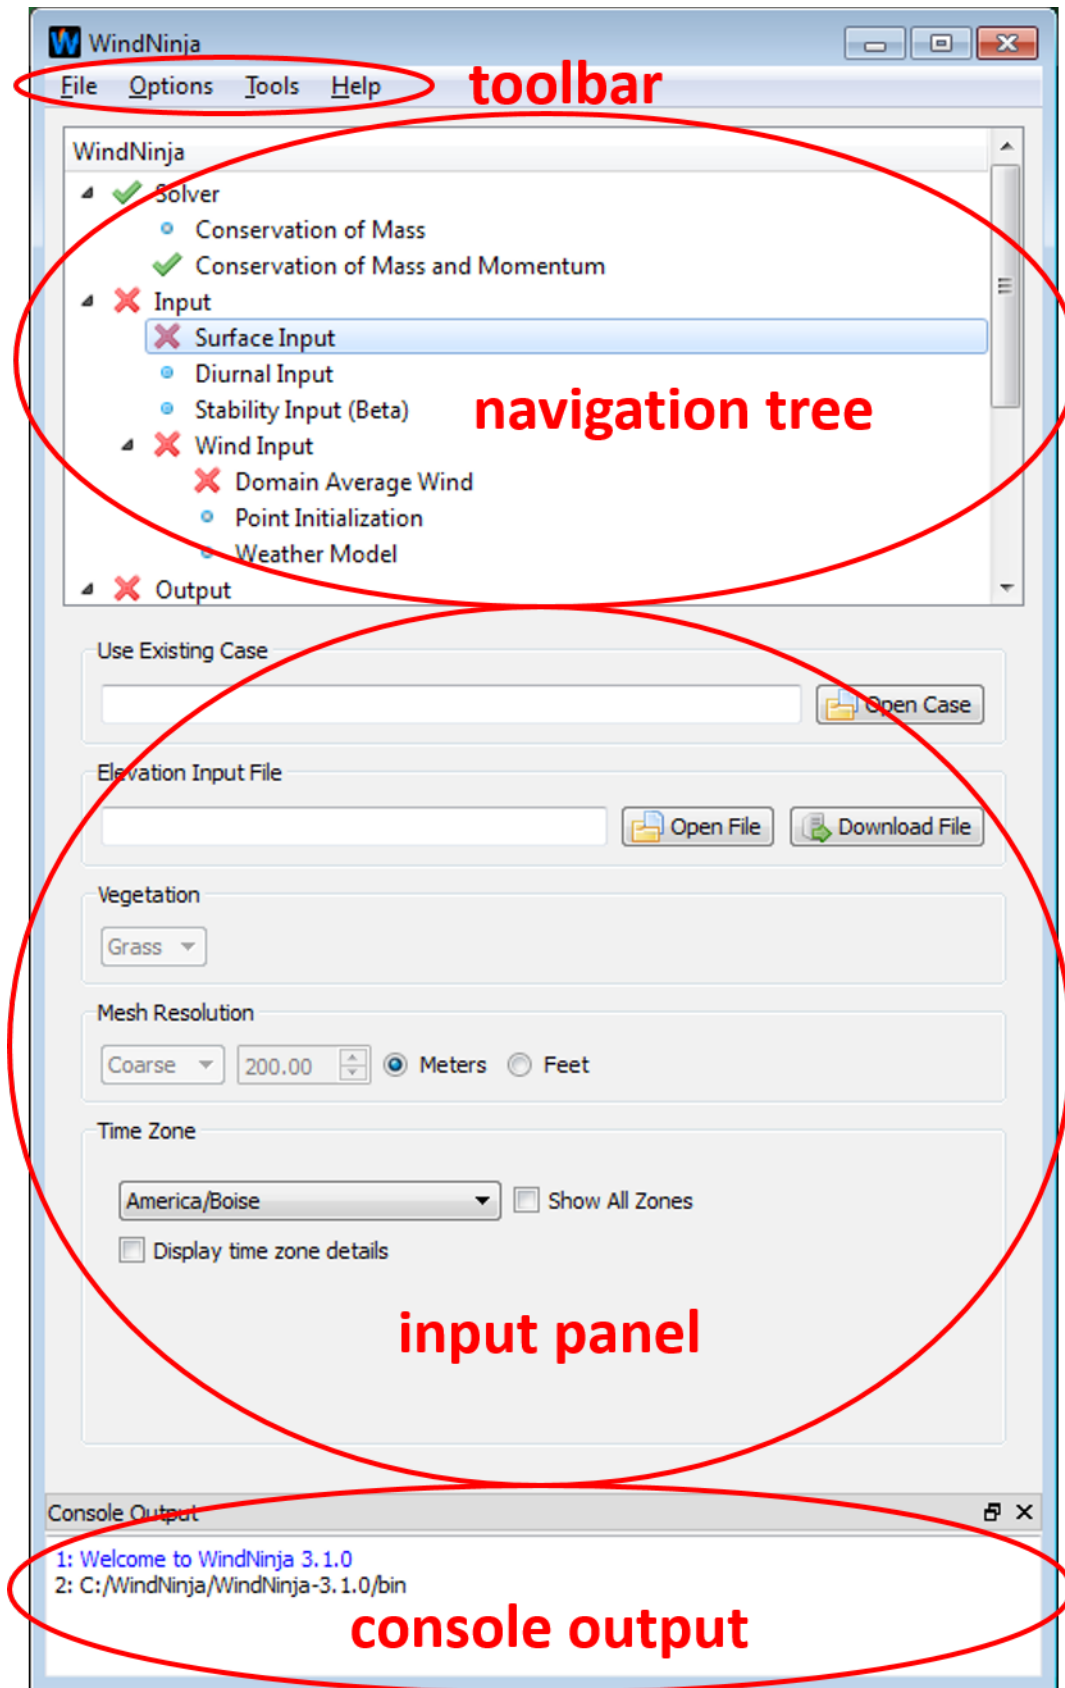 WindNinja
File Options Tools Help
toolbar
WindNinja
Solver
Conservation of Mass
Conservation of Mass and Momentum
Input
Surface Input
Diurnal Input
Stability Input (Beta)
navigation tree
Wind Input
Domain Average Wind
Point Initialization
Weather Model
Output
Use Existing Case
Open Case
Elevation Input File
Open File Download File
Vegetation
Grass
Mesh Resolution
Coarse 200.00 Meters Feet
Time Zone
America/Boise Show All Zones
Display time zone details
input panel
Console Output
1: Welcome to WindNinja 3.1.0
2: C:/WindNinja/WindNinja-3.1.0/bin
console output